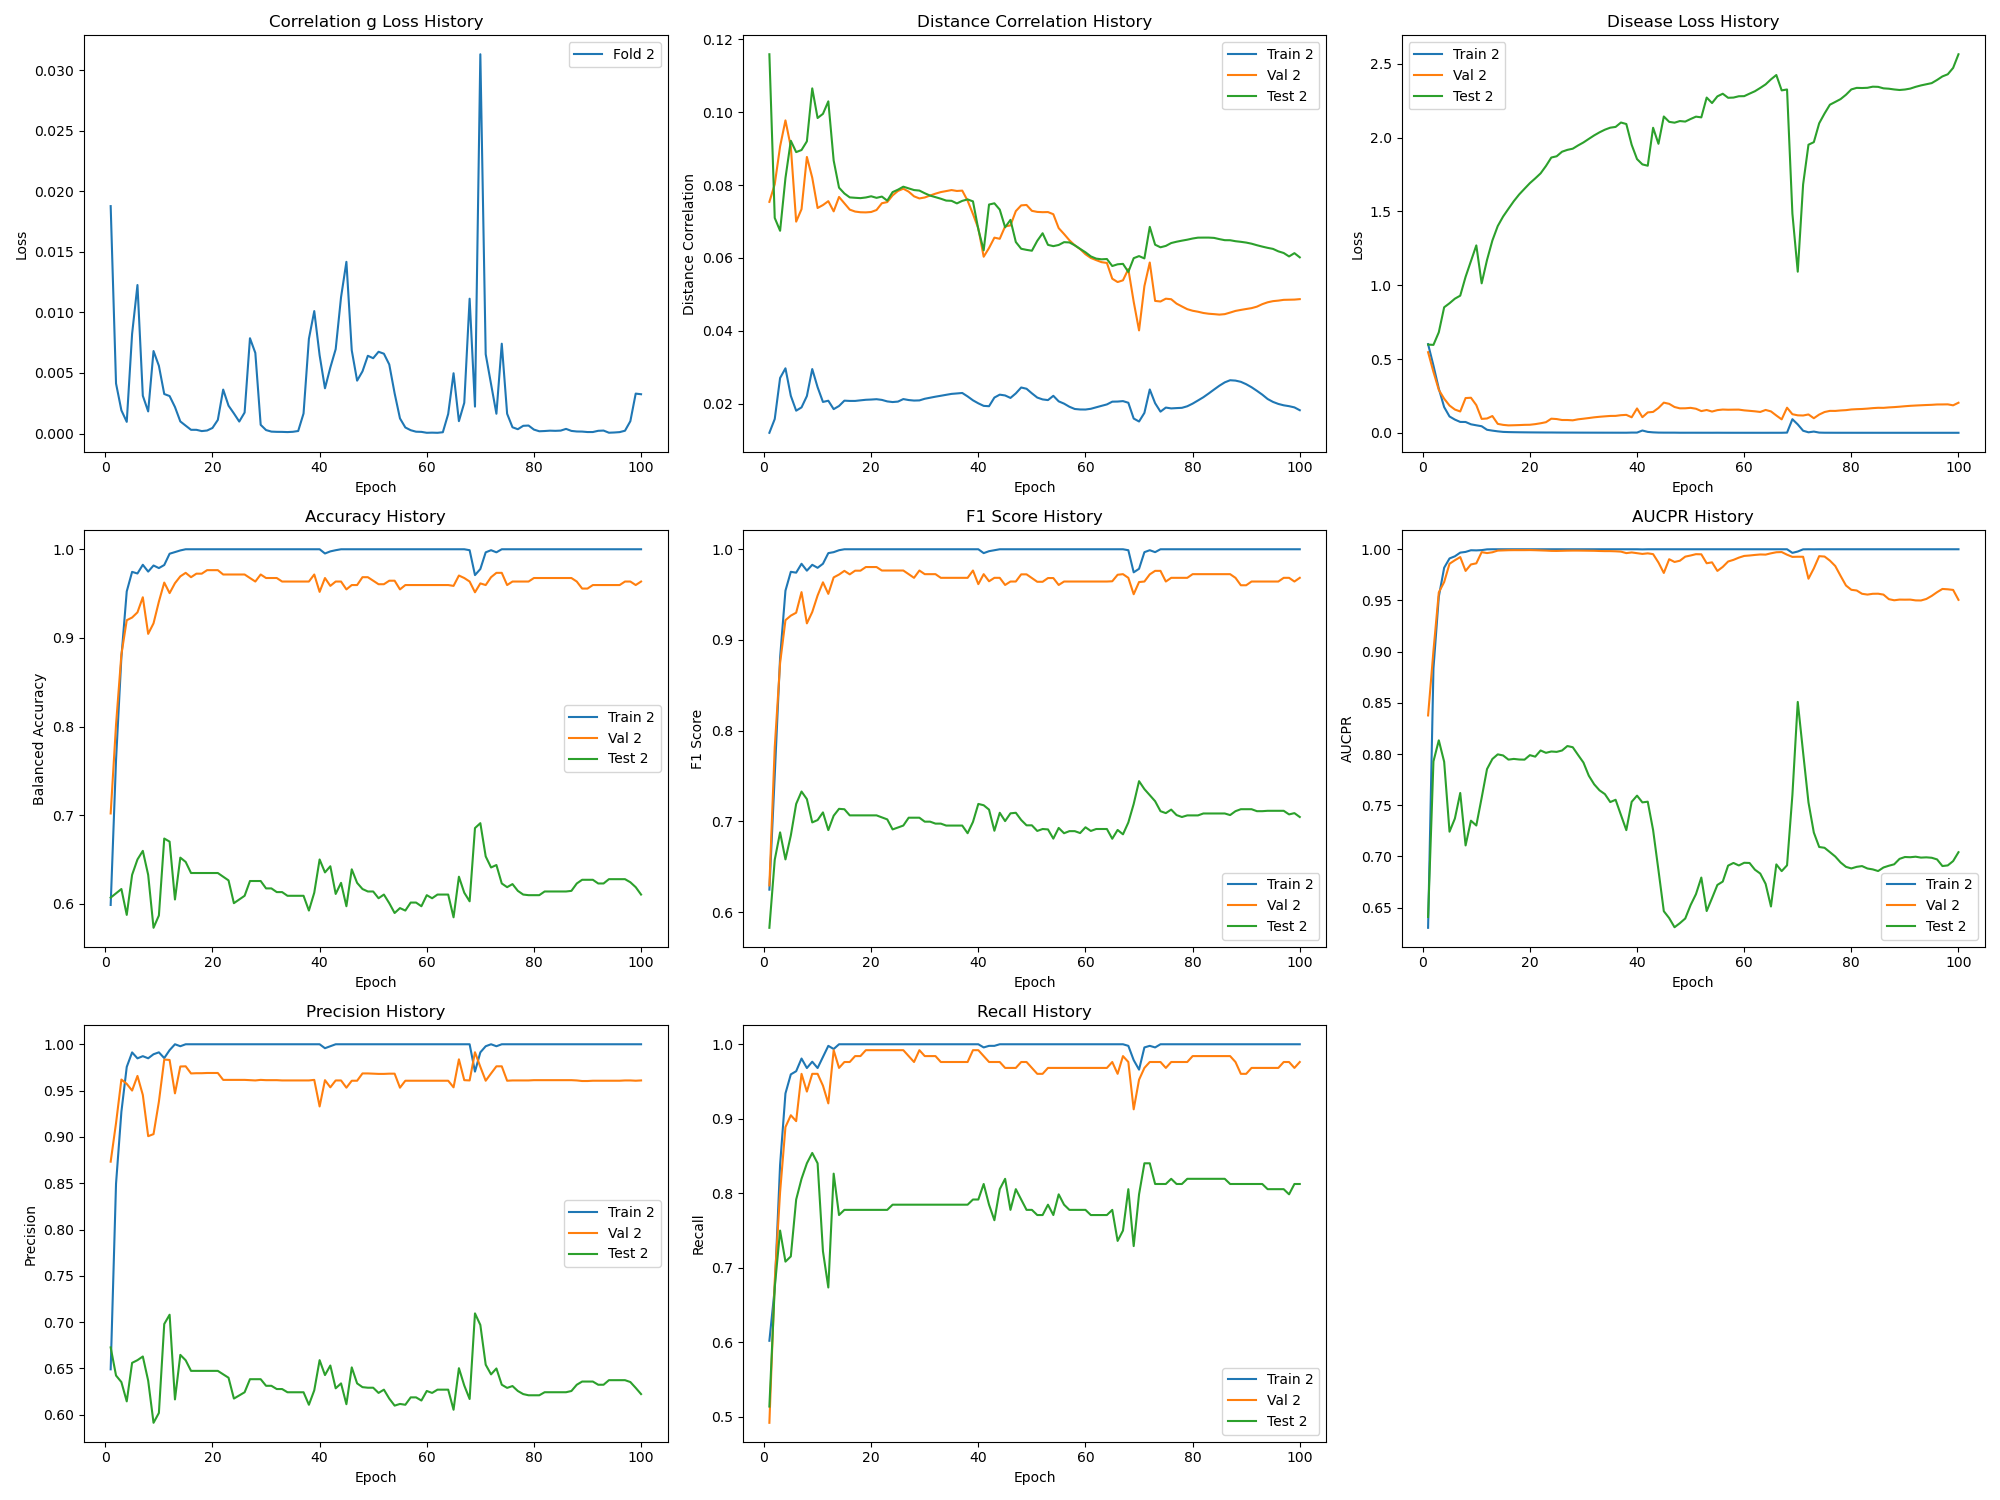 Correlation g Loss History
Loss
0.030
0.025
0.020
0.015
0.010
0.005
0.000
0 20 40 60 80 100
Epoch
Fold 2
Distance Correlation History
Distance Correlation
0.12
0.10
0.08
0.06
0.04
0.02
0 20 40 60 80 100
Epoch
Train 2
Val 2
Test 2
Disease Loss History
Loss
2.5
2.0
1.5
1.0
0.5
0.0
0 20 40 60 80 100
Epoch
Train 2
Val 2
Test 2
Accuracy History
Balanced Accuracy
1.0
0.9
0.8
0.7
0.6
0 20 40 60 80 100
Epoch
Train 2
Val 2
Test 2
F1 Score History
F1 Score
1.0
0.9
0.8
0.7
0.6
0 20 40 60 80 100
Epoch
Train 2
Val 2
Test 2
AUCPR History
AUCPR
1.00
0.95
0.90
0.85
0.80
0.75
0.70
0.65
0 20 40 60 80 100
Epoch
Train 2
Val 2
Test 2
Precision History
Precision
1.00
0.95
0.90
0.85
0.80
0.75
0.70
0.65
0.60
0 20 40 60 80 100
Epoch
Train 2
Val 2
Test 2
Recall History
Recall
1.0
0.9
0.8
0.7
0.6
0.5
0 20 40 60 80 100
Epoch
Train 2
Val 2
Test 2